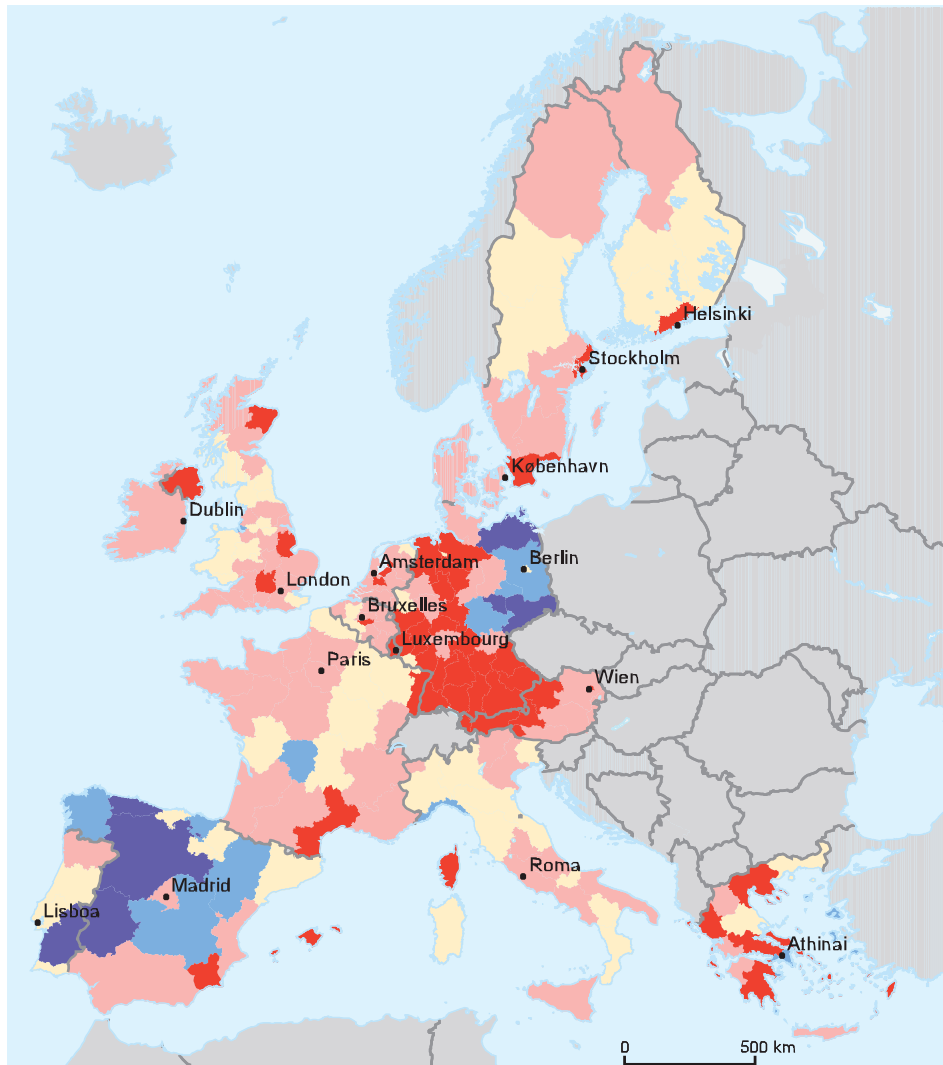 Helsinki
Stockholm
København
Dublin
Berlin
Amsterdam
London
Bruxelles
Luxembourg
Paris
Wien
Roma
Madrid
Lisboa
Athinai
0 500 km